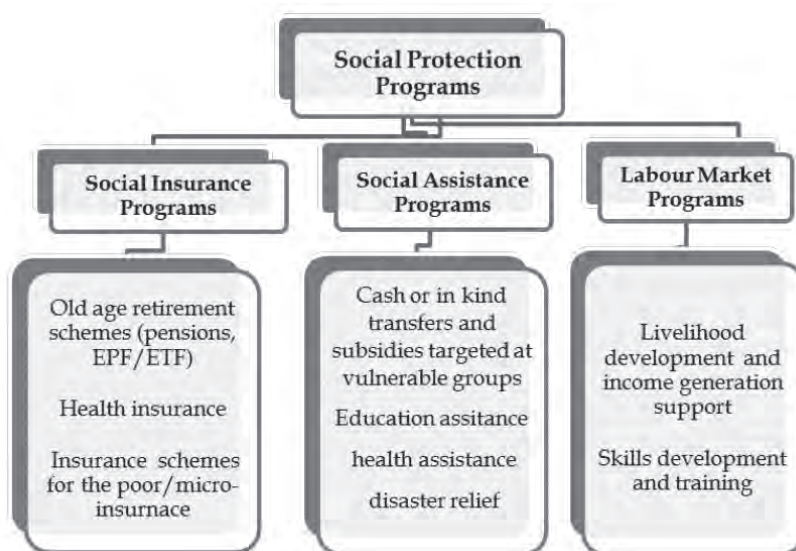 Social Protection
Programs
Social Insurance
Programs
Social Assistance
Programs
Labour Market
Programs
Old age retirement
schemes (pensions,
EPF/ETF)
Health insurance
Insurance schemes
for the poor/micro-
insurnace
Cash or in kind
transfers and
subsidies targeted at
vulnerable groups
Education assitance
health assistance
disaster relief
Livelihood
development and
income generation
support
Skills development
and training